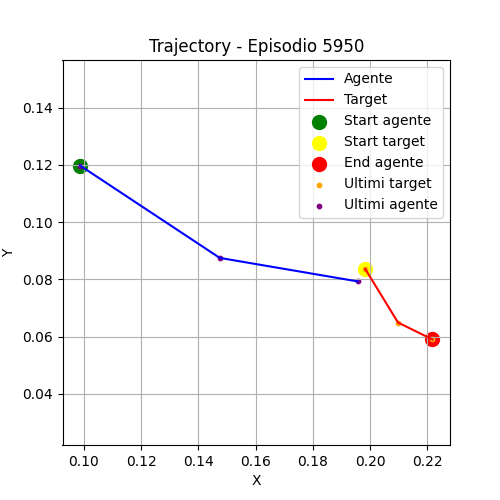 Trajectory - Episodio 5950
Agente
Target
Start agente
Start target
End agente
Ultimi target
Ultimi agente
0.14
0.12
0.10
0.08
0.06
0.04
Y
0.10 0.12 0.14 0.16 0.18 0.20 0.22
X